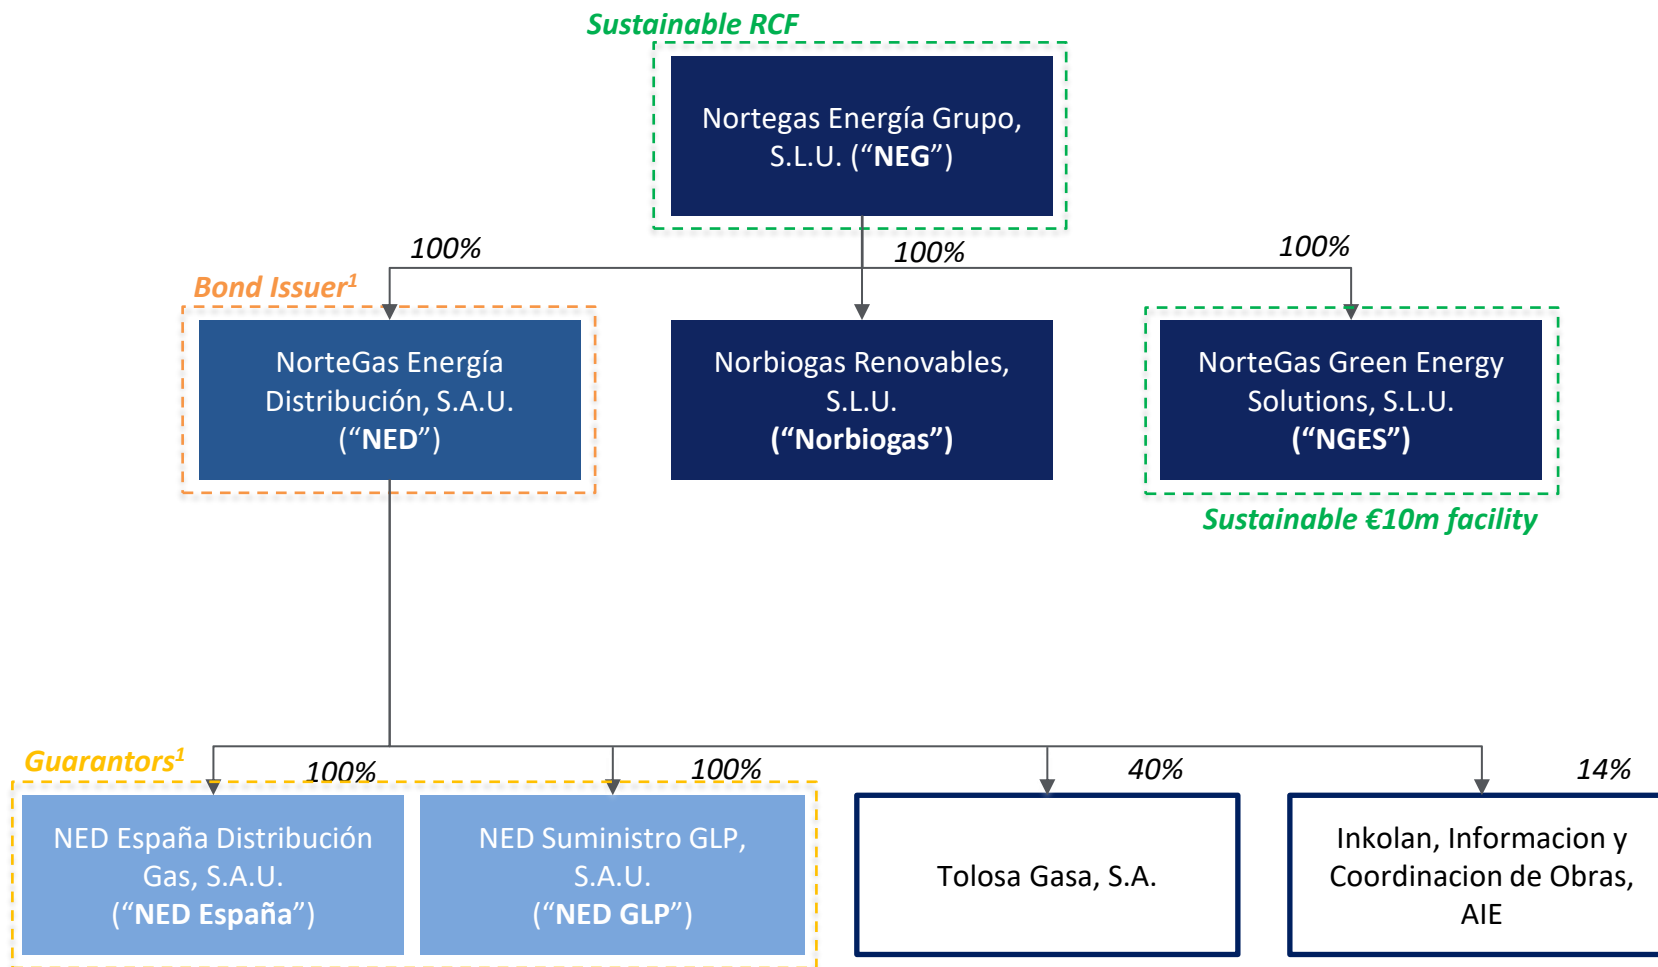 Sustainable RCF
Nortegas Energía Grupo,
S.L.U. (“NEG”)
100%
100%
100%
Bond Issuer1
NorteGas Energía
Distribución, S.A.U.
(“NED”)
Norbiogas Renovables,
S.L.U.
(“Norbiogas”)
NorteGas Green Energy
Solutions, S.L.U.
(“NGES”)
Sustainable €10m facility
Guarantors1
100%
100%
40%
14%
NED España Distribución
Gas, S.A.U.
(“NED España”)
NED Suministro GLP,
S.A.U.
(“NED GLP”)
Tolosa Gasa, S.A.
Inkolan, Informacion y
Coordinacion de Obras,
AIE